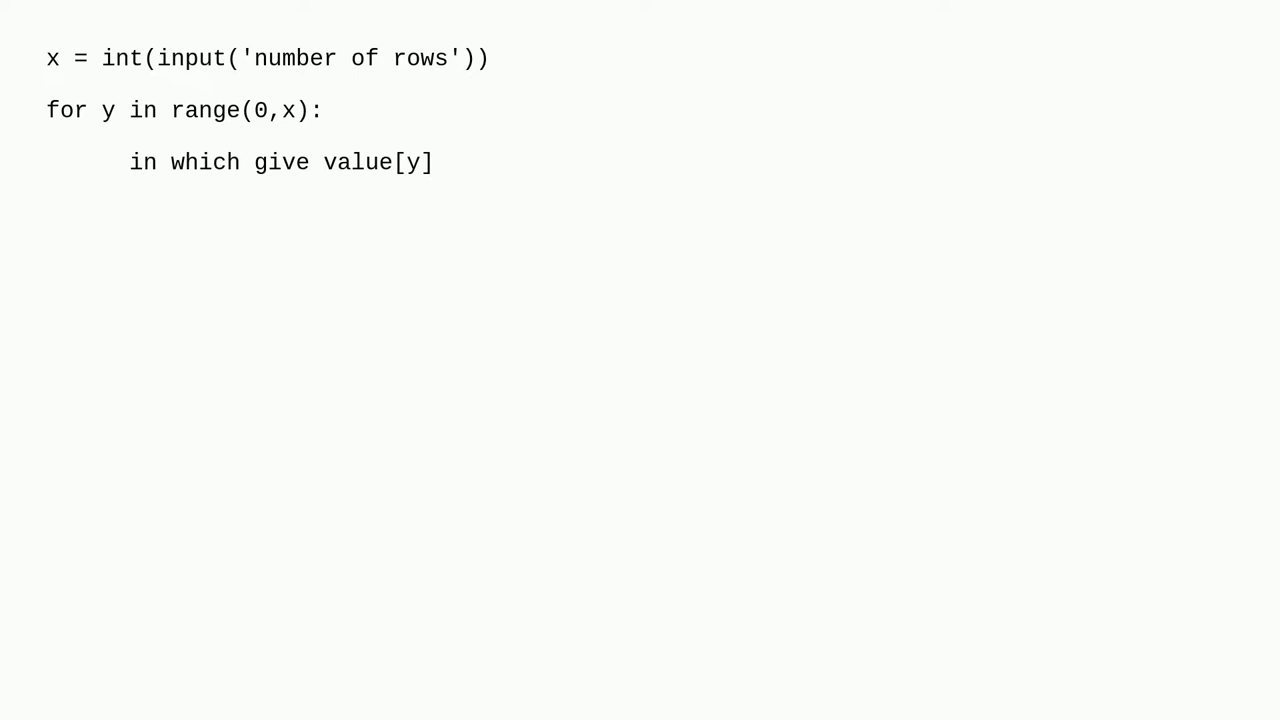 x = int(input('number of rows'))
for y in range(0,x):
in which give value[y]